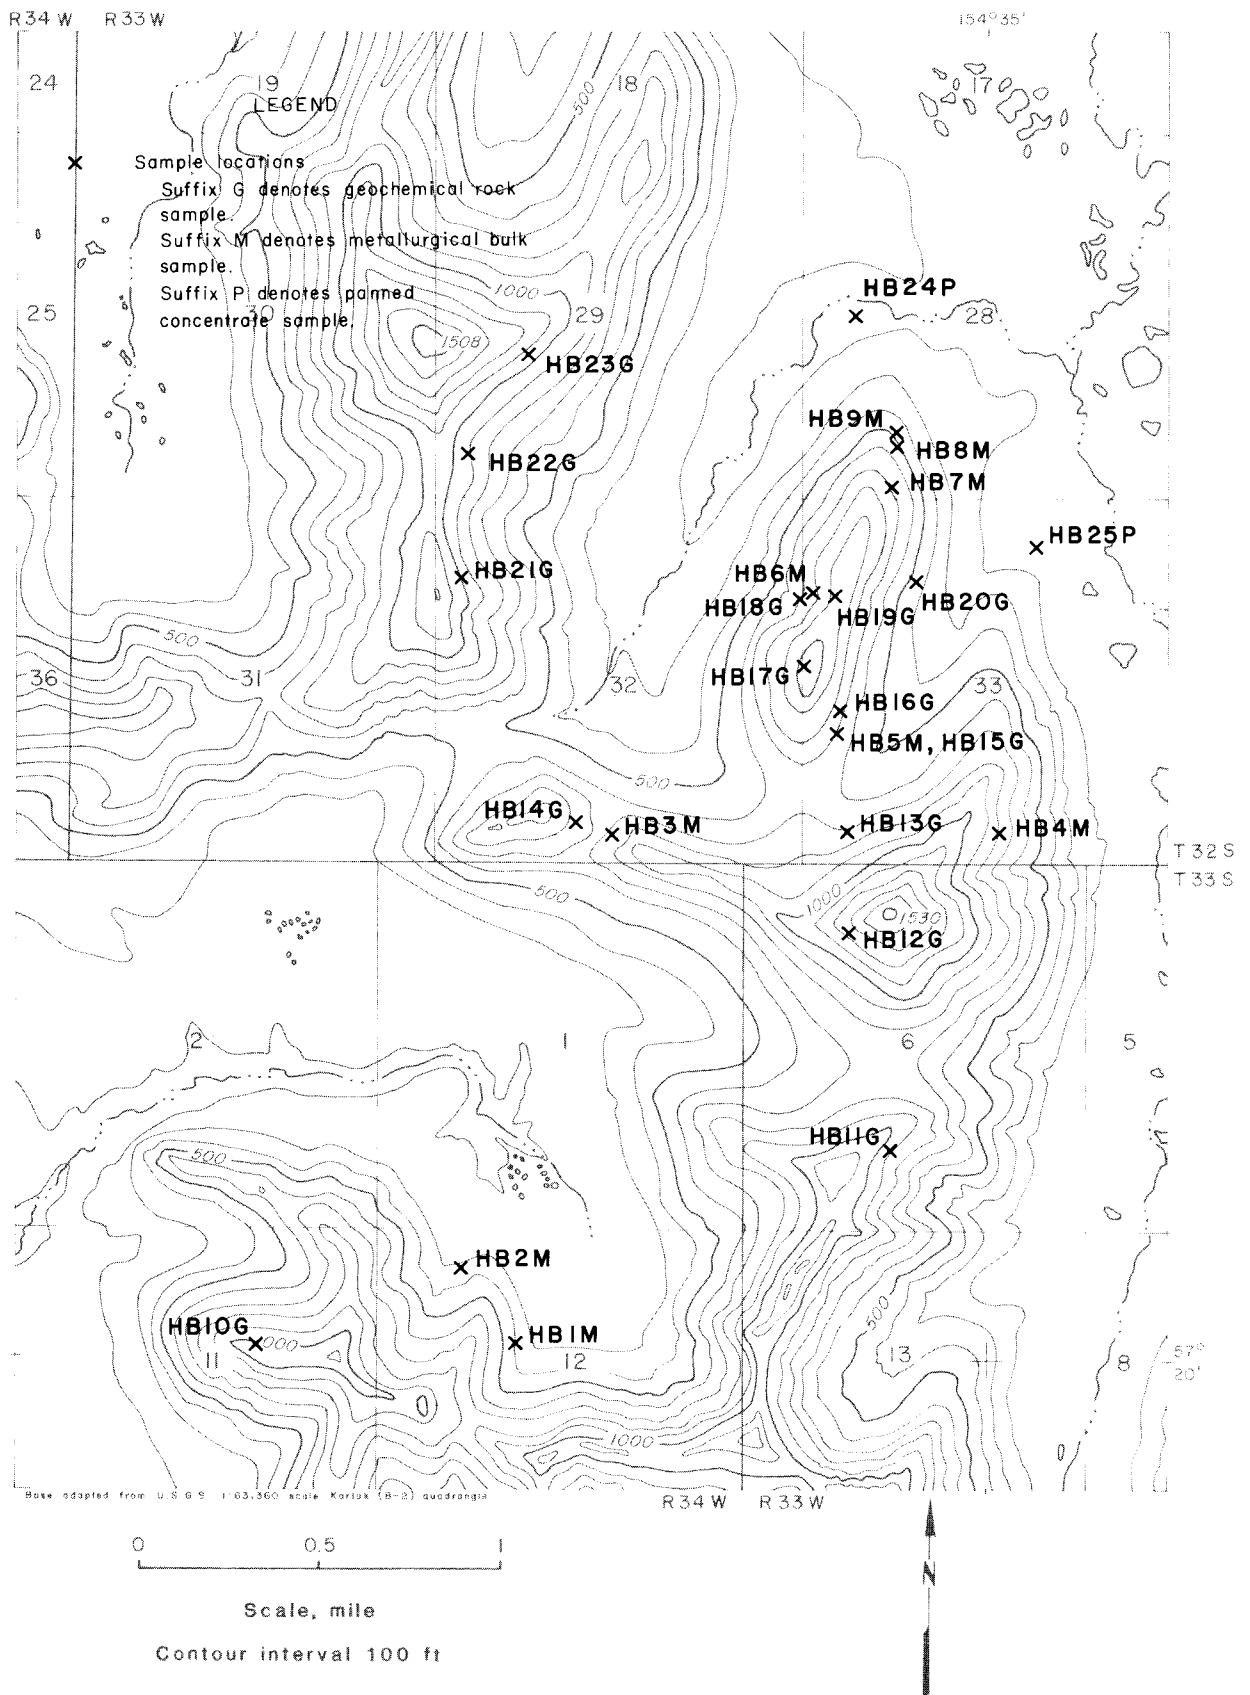 R34W R33W 154°35'
24 19 18 17
LEGEND
500
Sample locations
Suffix G denotes geochemical rock
sample.
Suffix M denotes metallurgical bulk
sample.
Suffix P denotes panned
concentrate sample.
1000
HB24P
25 30 29 28
1508
HB23G
HB9M
HB8M
HB22G
HB7M
HB25P
HB21G
HB6M
HB18G
HB19G
HB20G
500
36 31 32 33
HB17G
HB16G
HB5M, HB15G
500
HB14G
HB3M
HB13G
HB4M
T32S
T33S
500
1000
1530
HB12G
2 1 6 5
HB11G
500
HB2M
500
HB10G
1000
HB1M
11 12 13 8
57°
20'
1000
Base adapted from U.S.G.S. 1:63,360 scale Karluk (B-2) quadrangle
R34W R33W
0 0.5 1
N
Scale, mile
Contour interval 100 ft